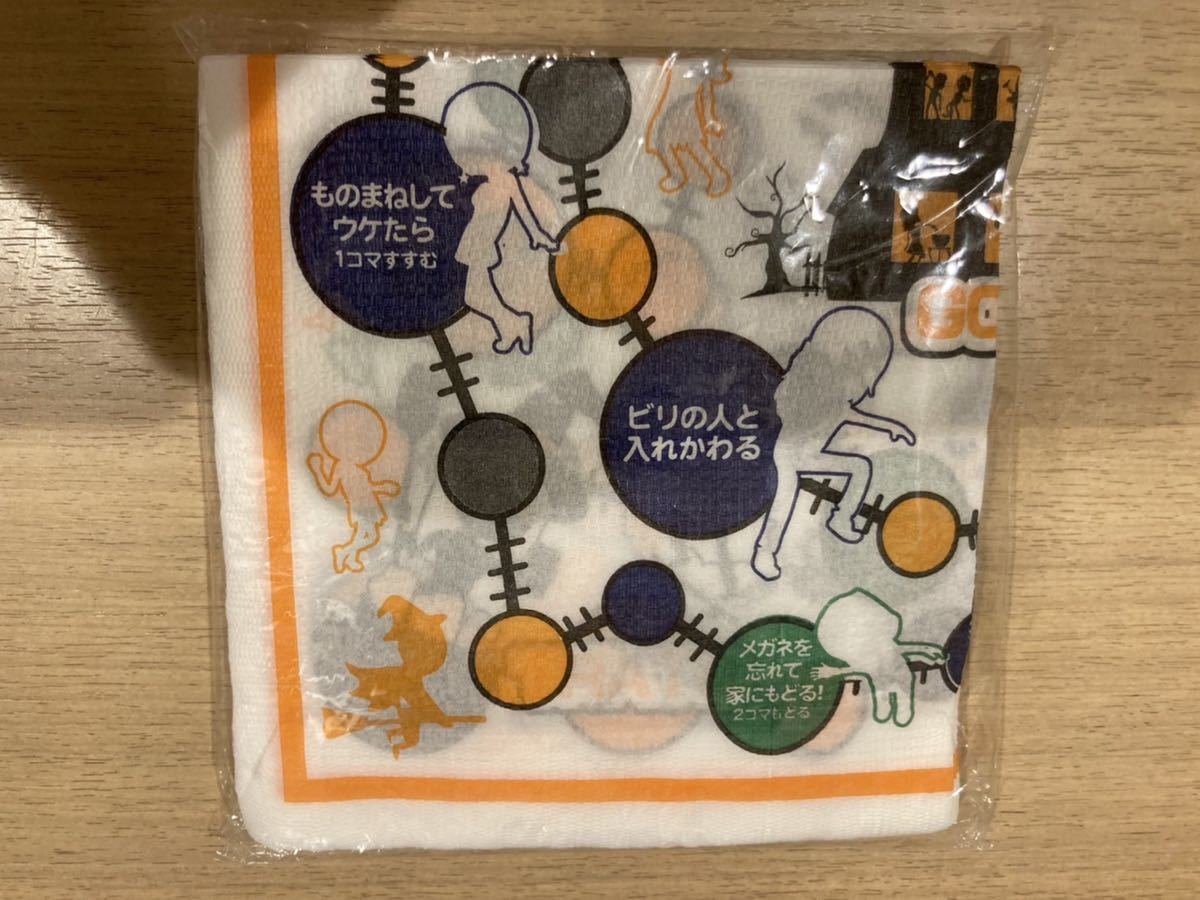 ものまねして
ウケたら
1コマすすむ
GO
ビリの人と
入れかわる
メガネを
忘れて
家にもどる!
2コマもどる